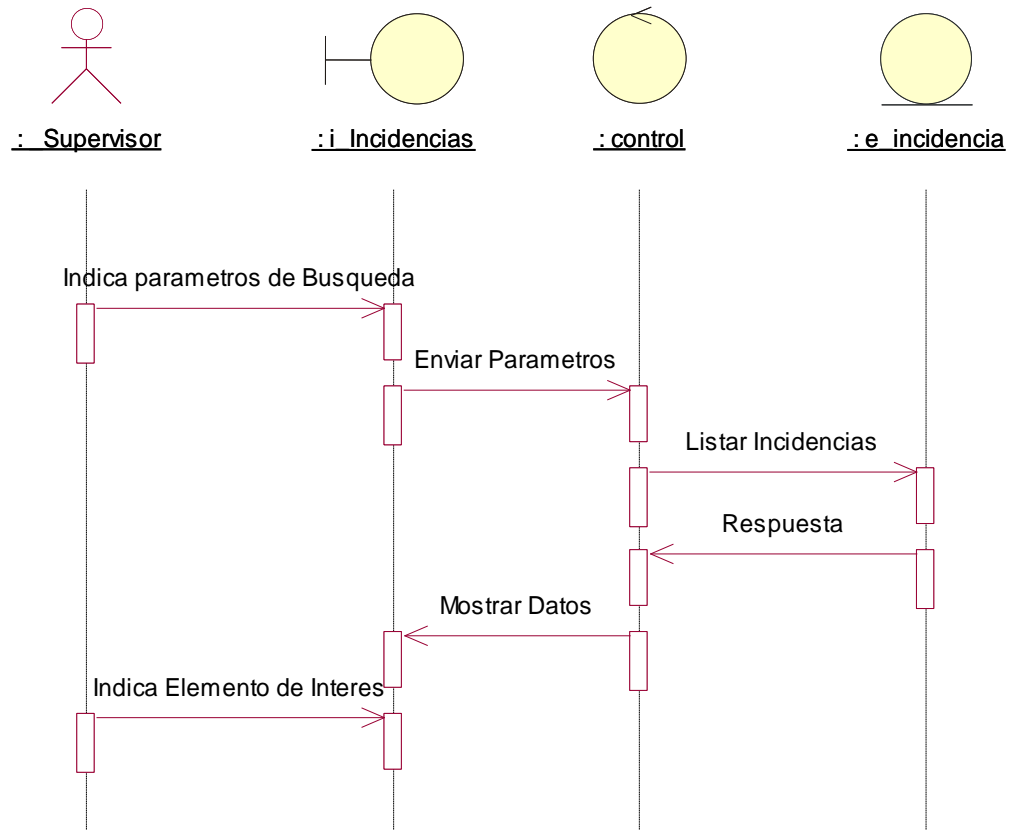 : Supervisor
: i_Incidencias
: control
: e_incidencia
Indica parametros de Busqueda
Enviar Parametros
Listar Incidencias
Respuesta
Mostrar Datos
Indica Elemento de Interes